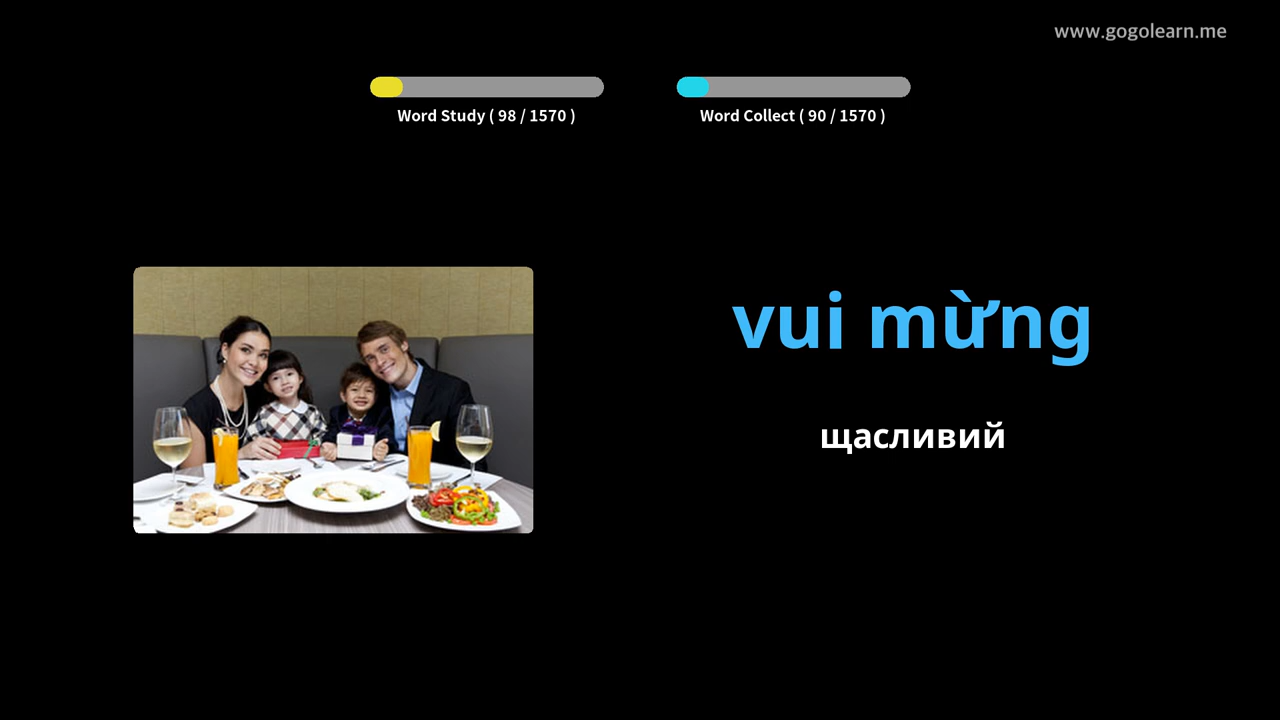 www.gogolearn.me
Word Study ( 98 / 1570 )
Word Collect ( 90 / 1570 )
vui mừng
щасливий